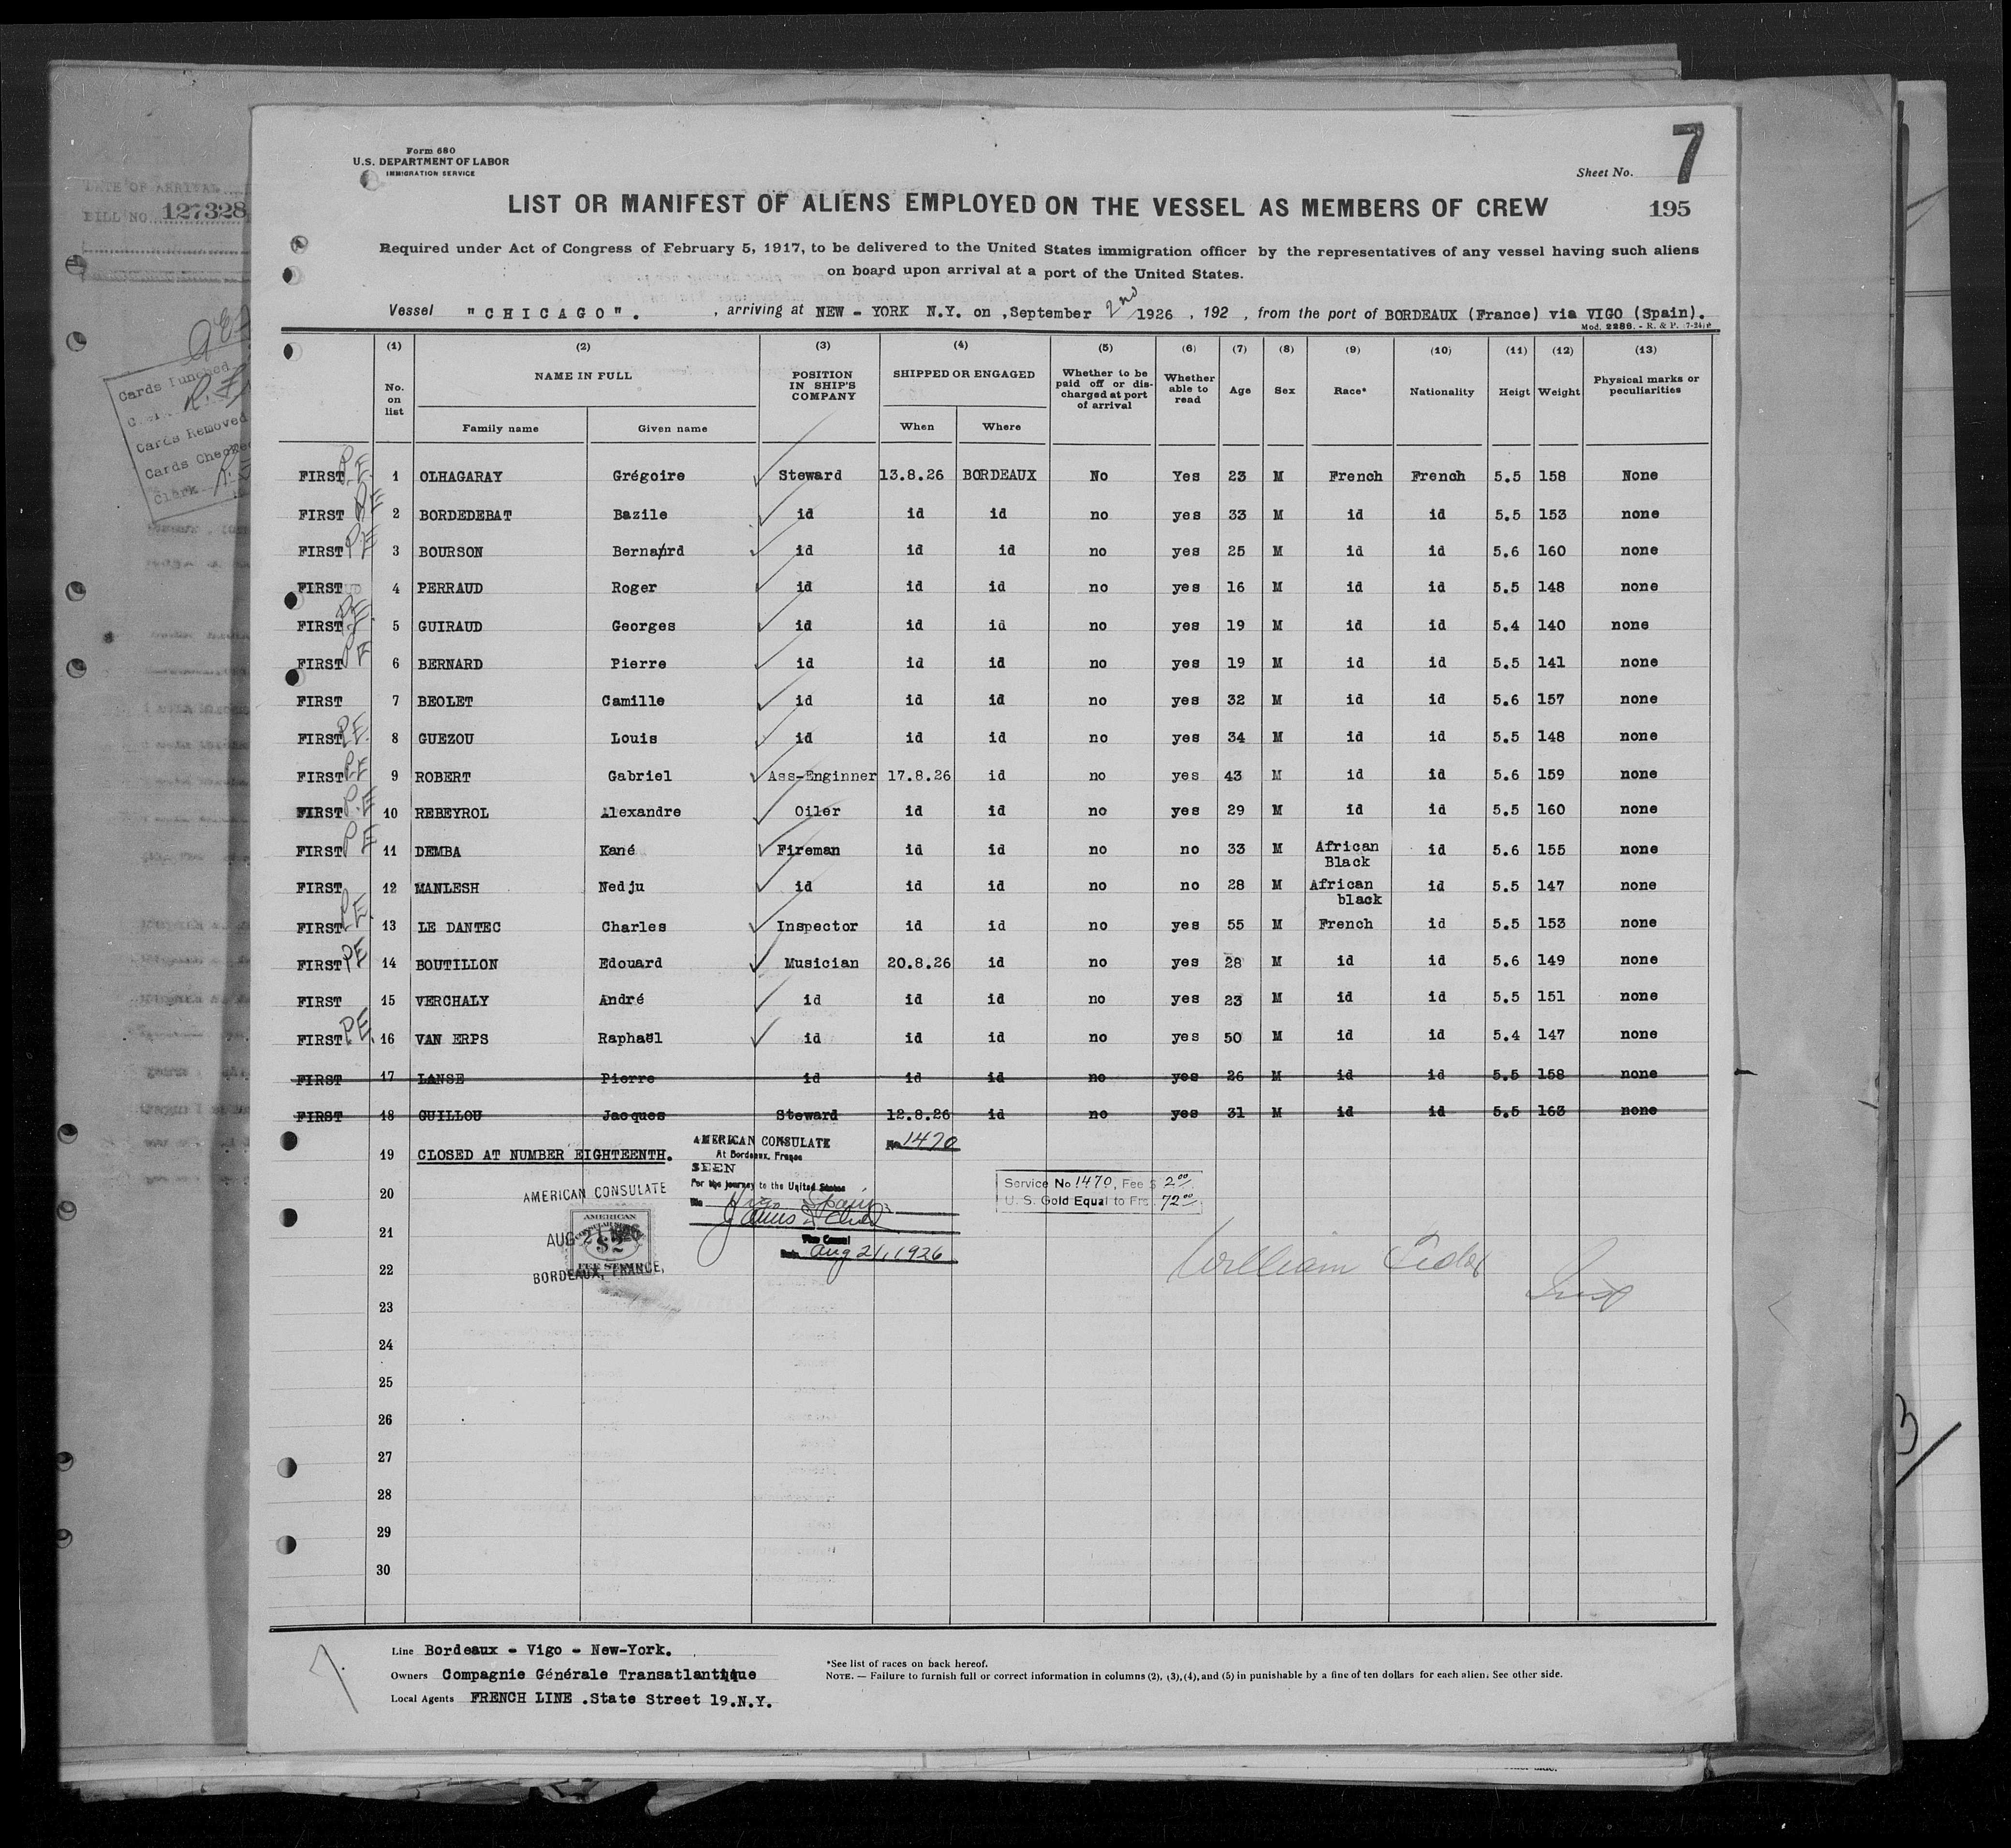 DATE OF ARRIVAL
BILL NO. 127328
Cards Punched
Cards Removed
Cards Checked
Clerk
Form 680
U.S. DEPARTMENT OF LABOR
IMMIGRATION SERVICE
Sheet No. 7
LIST OR MANIFEST OF ALIENS EMPLOYED ON THE VESSEL AS MEMBERS OF CREW 195
Required under Act of Congress of February 5, 1917, to be delivered to the United States immigration officer by the representatives of any vessel having such aliens
on board upon arrival at a port of the United States.
Vessel "CHICAGO". , arriving at NEW - YORK N.Y. on ,September 2nd 1926 , 192 , from the port of BORDEAUX (France) via VIGO (Spain).
Mod. 2286. - R. & P. (7-24)
(1) (2) (3) (4) (5) (6) (7) (8) (9) (10) (11) (12) (13)
No. on list NAME IN FULL Family name Given name POSITION IN SHIP'S COMPANY SHIPPED OR ENGAGED When Where Whether to be paid off or discharged at port of arrival Whether able to read Age Sex Race* Nationality Heigt Weight Physical marks or peculiarities
FIRST P.E. 1 OLHAGARAY Grégoire Steward 13.8.26 BORDEAUX No Yes 23 M French French 5.5 158 None
FIRST P.E 2 BORDEDEBAT Bazile id id id no yes 33 M id id 5.5 153 none
FIRST P.E 3 BOURSON Bernard id id id no yes 25 M id id 5.6 160 none
FIRST 4 PERRAUD Roger id id id no yes 16 M id id 5.5 148 none
FIRST P.E. 5 GUIRAUD Georges id id id no yes 19 M id id 5.4 140 none
FIRST P E 6 BERNARD Pierre id id id no yes 19 M id id 5.5 141 none
FIRST 7 BEOLET Camille id id id no yes 32 M id id 5.6 157 none
FIRST P.E. 8 GUEZOU Louis id id id no yes 34 M id id 5.5 148 none
FIRST P.E 9 ROBERT Gabriel Ass-Enginner 17.8.26 id no yes 43 M id id 5.6 159 none
FIRST P.E 10 REBEYROL Alexandre Oiler id id no yes 29 M id id 5.5 160 none
FIRST P E 11 DEMBA Kané Fireman id id no no 33 M African Black id 5.6 155 none
FIRST 12 MANLESH Nedju id id id no no 28 M African black id 5.5 147 none
FIRST P.E. 13 LE DANTEC Charles Inspector id id no yes 55 M French id 5.5 153 none
FIRST P E 14 BOUTILLON Edouard Musician 20.8.26 id no yes 28 M id id 5.6 149 none
FIRST 15 VERCHALY André id id id no yes 23 M id id 5.5 151 none
FIRST P.E. 16 VAN ERPS Raphaël id id id no yes 50 M id id 5.4 147 none
FIRST 17 LANSE Pierre id id id no yes 26 M id id 5.5 158 none
FIRST 18 GUILLOU Jacques Steward 12.8.26 id no yes 31 M id id 5.5 163 none
19 CLOSED AT NUMBER EIGHTEENTH.
AMERICAN CONSULATE No. 1470
At Bordeaux, France
SEEN
For the journey to the United States
Via Vigo Spain
Vice Consul
Date Aug 21, 1926
Service No 1470, Fee $ 2.00
U. S. Gold Equal to Frs 72.00
AMERICAN CONSULATE
AUG 21 1926
AMERICAN
$2
FEE STAMP
BORDEAUX, FRANCE.
William
20
21
22
23
24
25
26
27
28
29
30
Line Bordeaux - Vigo - New-York.
Owners Compagnie Générale Transatlantique
Local Agents FRENCH LINE .State Street 19.N.Y.
*See list of races on back hereof.
NOTE. — Failure to furnish full or correct information in columns (2), (3), (4), and (5) in punishable by a fine of ten dollars for each alien. See other side.
7.
3